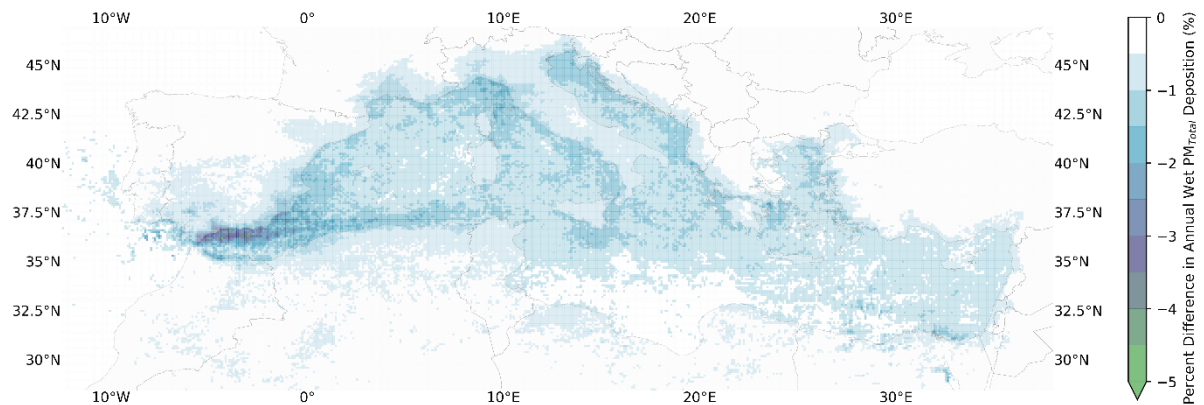 10°W 0° 10°E 20°E 30°E
45°N 45°N
42.5°N 42.5°N
40°N 40°N
37.5°N 37.5°N
35°N 35°N
32.5°N 32.5°N
30°N 30°N
10°W 0° 10°E 20°E 30°E
0
−1
−2
−3
−4
−5
Percent Difference in Annual Wet PM_Total Deposition (%)